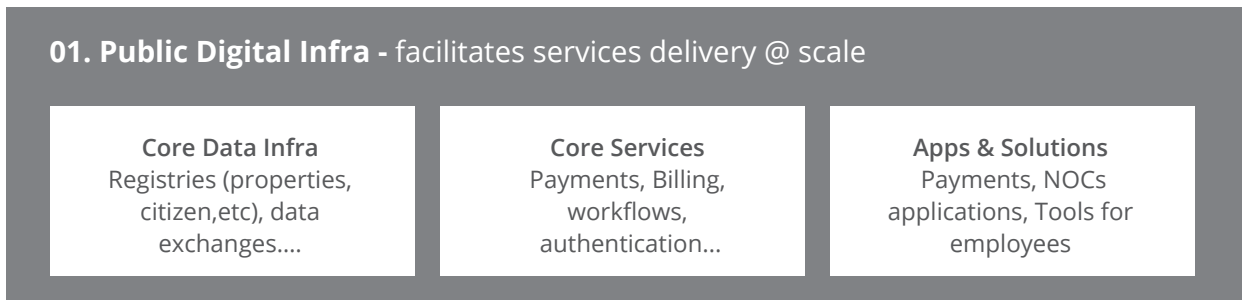 01. Public Digital Infra - facilitates services delivery @ scale
Core Data Infra
Registries (properties,
citizen,etc), data
exchanges....
Core Services
Payments, Billing,
workflows,
authentication...
Apps & Solutions
Payments, NOCs
applications, Tools for
employees